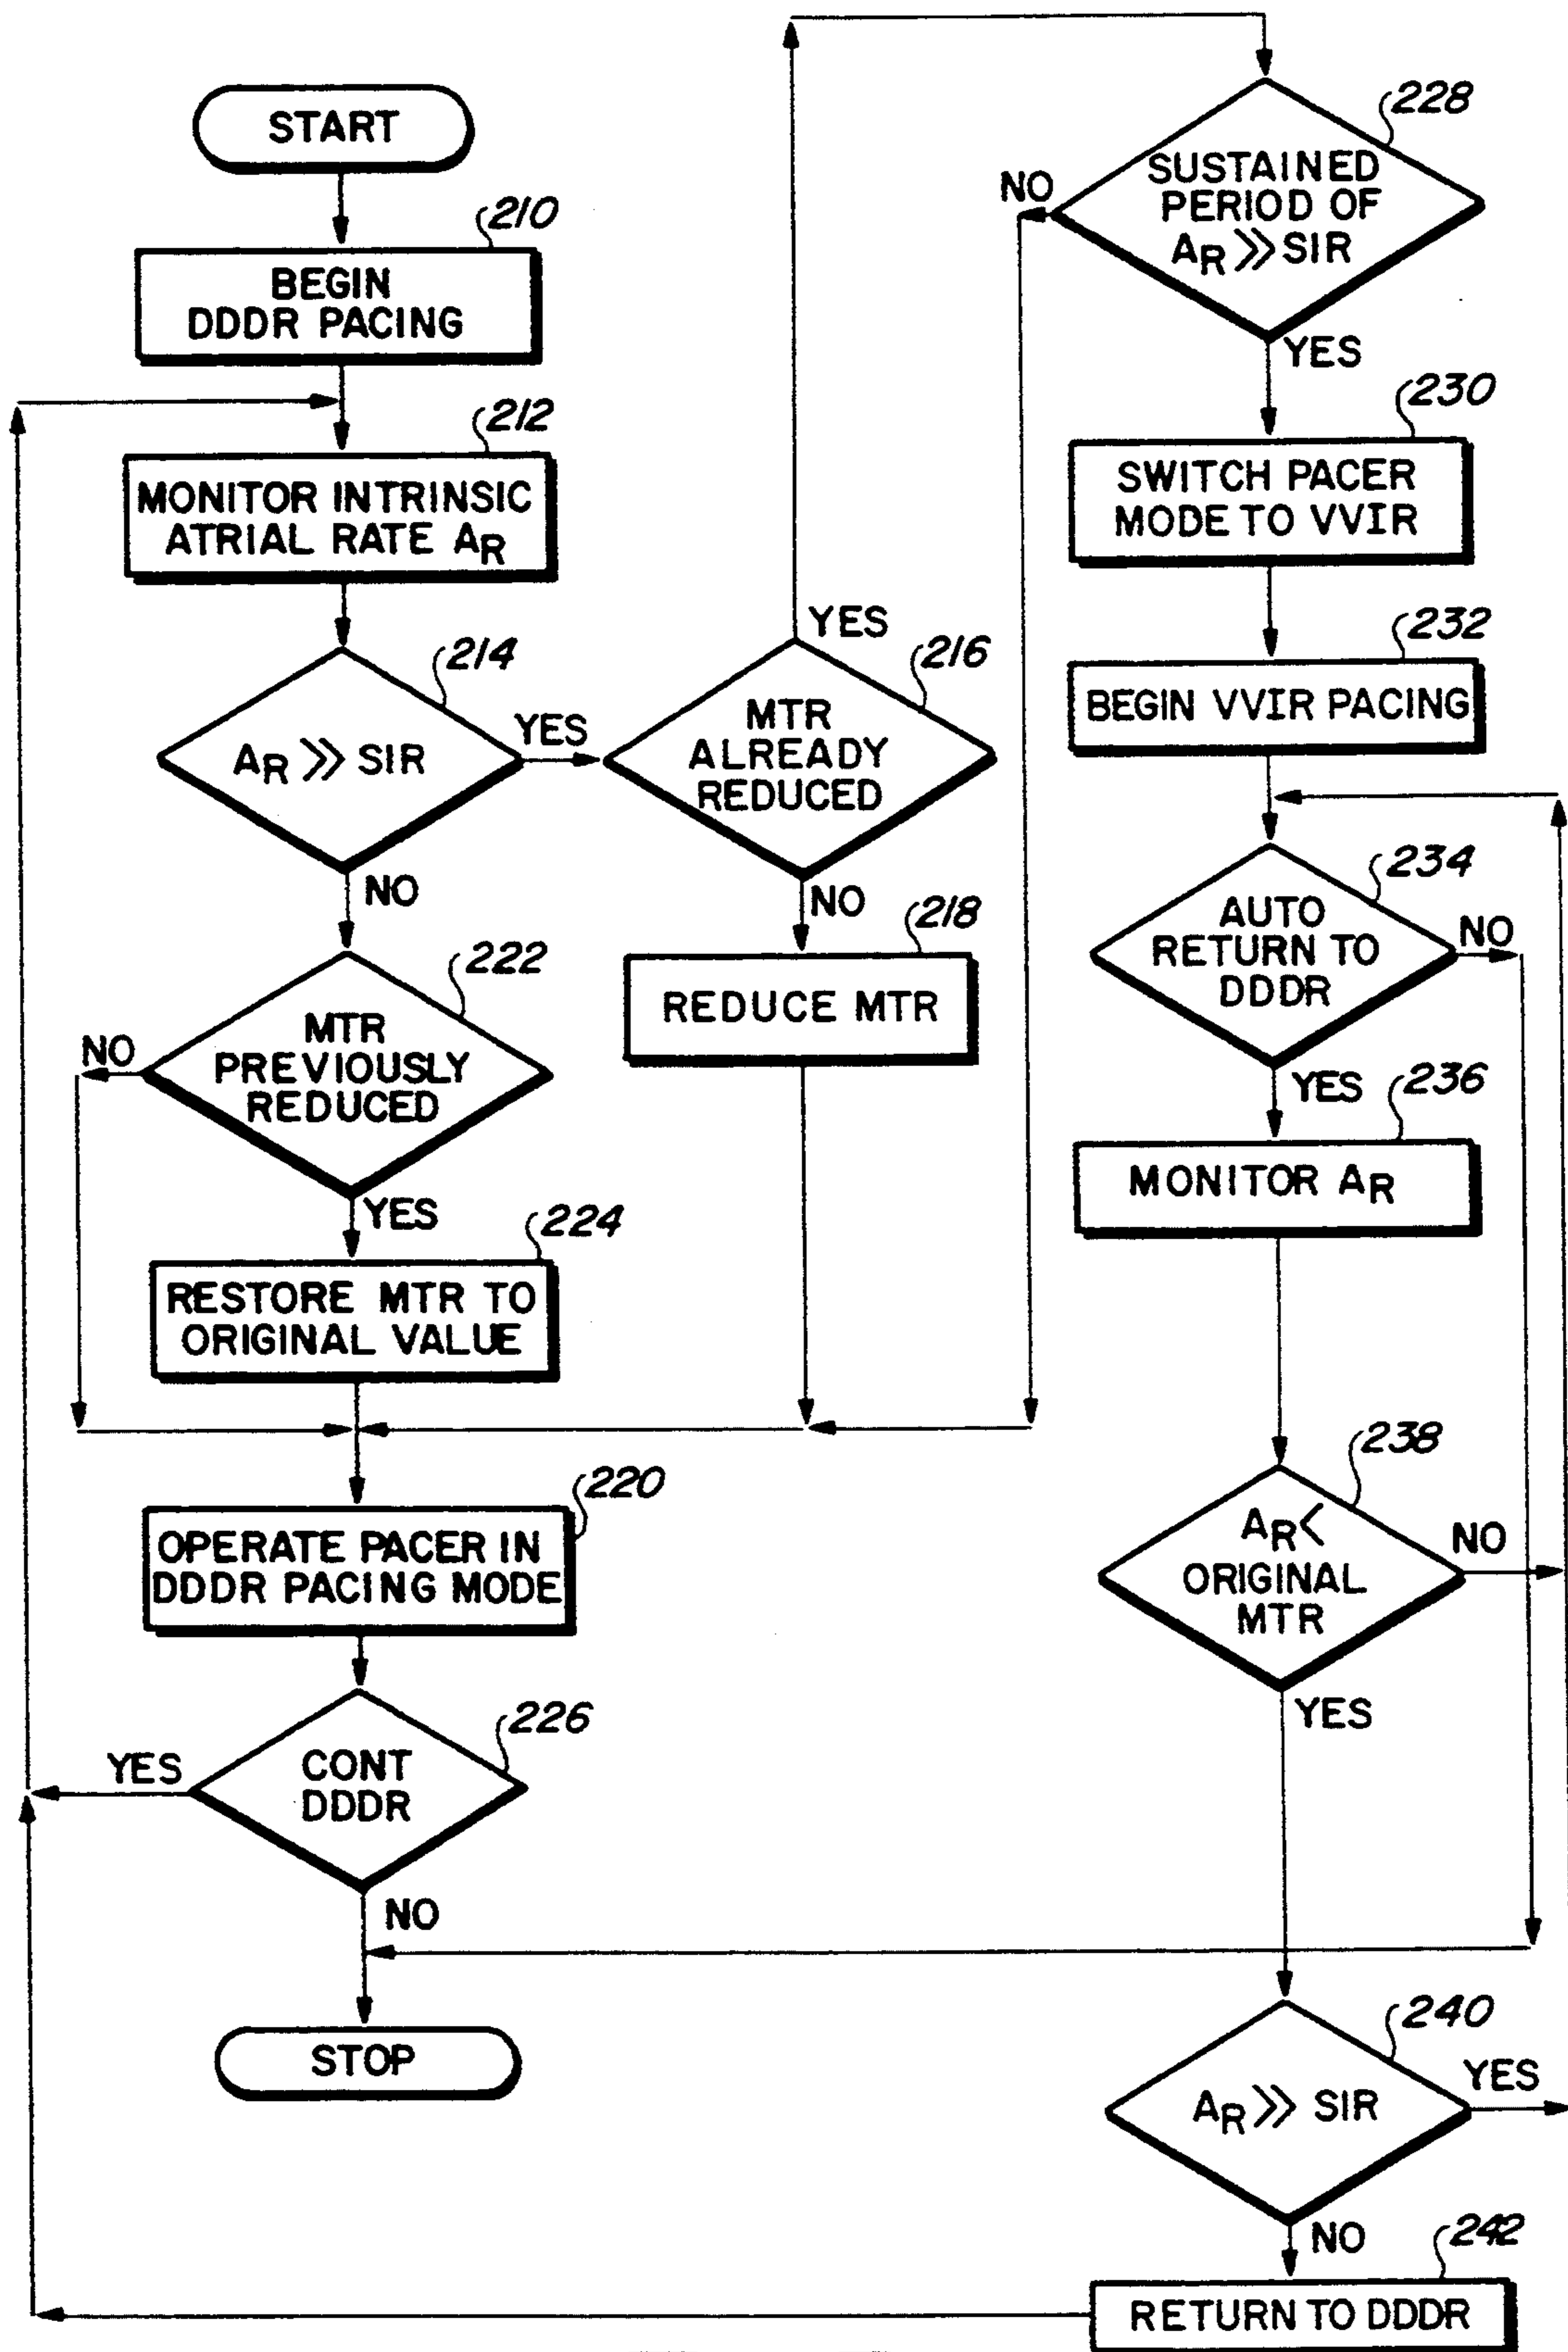 START
210
BEGIN
DDDR PACING
212
MONITOR INTRINSIC
ATRIAL RATE AR
214
AR >> SIR
YES
NO
216
MTR
ALREADY
REDUCED
YES
NO
218
REDUCE MTR
222
MTR
PREVIOUSLY
REDUCED
NO
YES
224
RESTORE MTR TO
ORIGINAL VALUE
220
OPERATE PACER IN
DDDR PACING MODE
226
CONT
DDDR
YES
NO
STOP
228
SUSTAINED
PERIOD OF
AR >> SIR
NO
YES
230
SWITCH PACER
MODE TO VVIR
232
BEGIN VVIR PACING
234
AUTO
RETURN TO
DDDR
NO
YES
236
MONITOR AR
238
AR<
ORIGINAL
MTR
NO
YES
240
AR >> SIR
YES
NO
242
RETURN TO DDDR